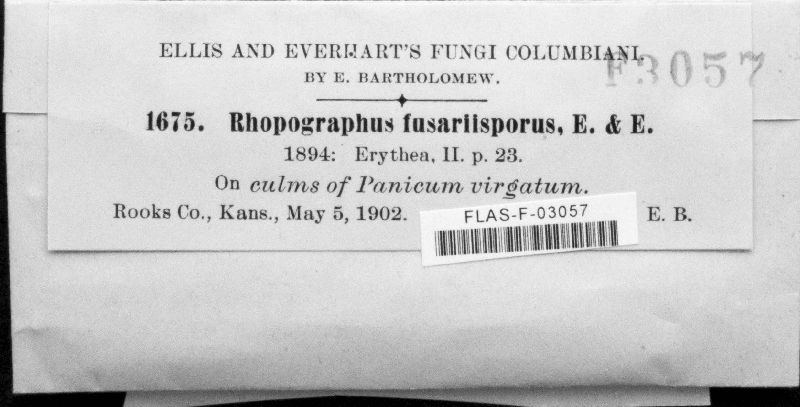 ELLIS AND EVERHART'S FUNGI COLUMBIANI.
F3057
BY E. BARTHOLOMEW.
1675. Rhopographus fusariisporus, E. & E.
1894: Erythea, II. p. 23.
On culms of Panicum virgatum.
Rooks Co., Kans., May 5, 1902. E. B.
FLAS-F-03057